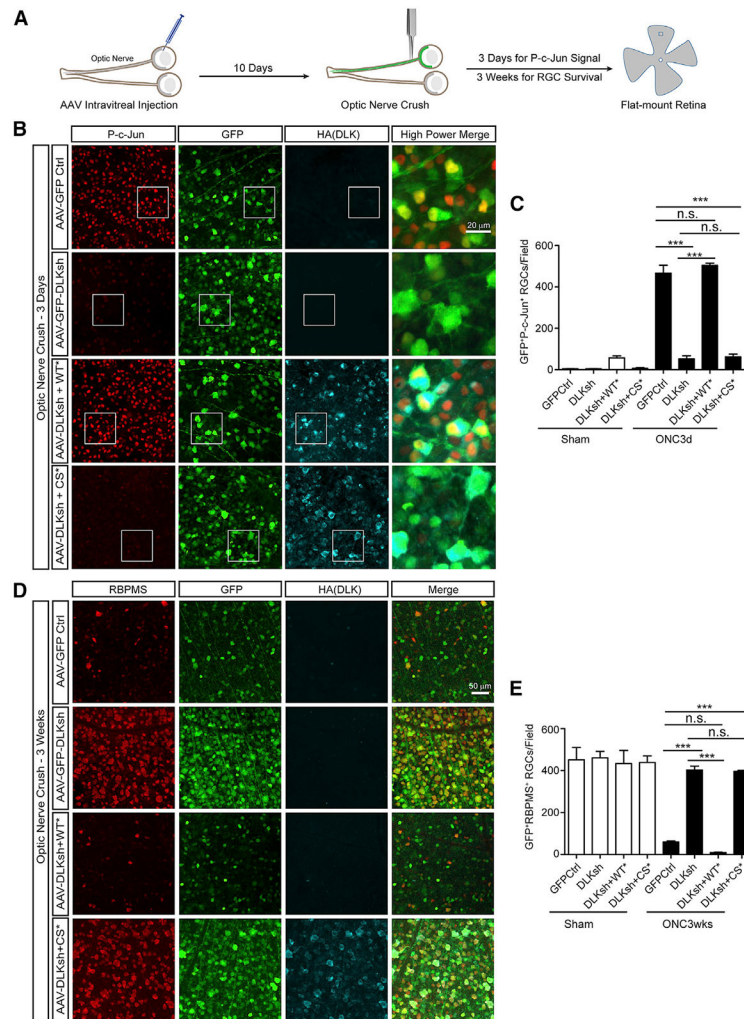 A
Optic Nerve
AAV Intravitreal Injection
10 Days
Optic Nerve Crush
3 Days for P-c-Jun Signal
3 Weeks for RGC Survival
Flat-mount Retina
B
P-c-Jun
GFP
HA(DLK)
High Power Merge
Optic Nerve Crush - 3 Days
AAV-GFP Ctrl
20 μm
AAV-GFP-DLKsh
AAV-DLKsh + WT*
AAV-DLKsh + CS*
C
***
n.s.
*** n.s.
***
GFP⁺P-c-Jun⁺ RGCs/Field
600
400
200
0
GFPCtrl
DLKsh
DLKsh+WT*
DLKsh+CS*
GFPCtrl
DLKsh
DLKsh+WT*
DLKsh+CS*
Sham
ONC3d
D
RBPMS
GFP
HA(DLK)
Merge
Optic Nerve Crush - 3 Weeks
AAV-GFP Ctrl
50 μm
AAV-GFP-DLKsh
AAV-DLKsh+WT*
AAV-DLKsh+CS*
E
***
n.s.
n.s.
*** ***
GFP⁺RBPMS⁺ RGCs/Field
600
400
200
0
GFPCtrl
DLKsh
DLKsh+WT*
DLKsh+CS*
GFPCtrl
DLKsh
DLKsh+WT*
DLKsh+CS*
Sham
ONC3wks